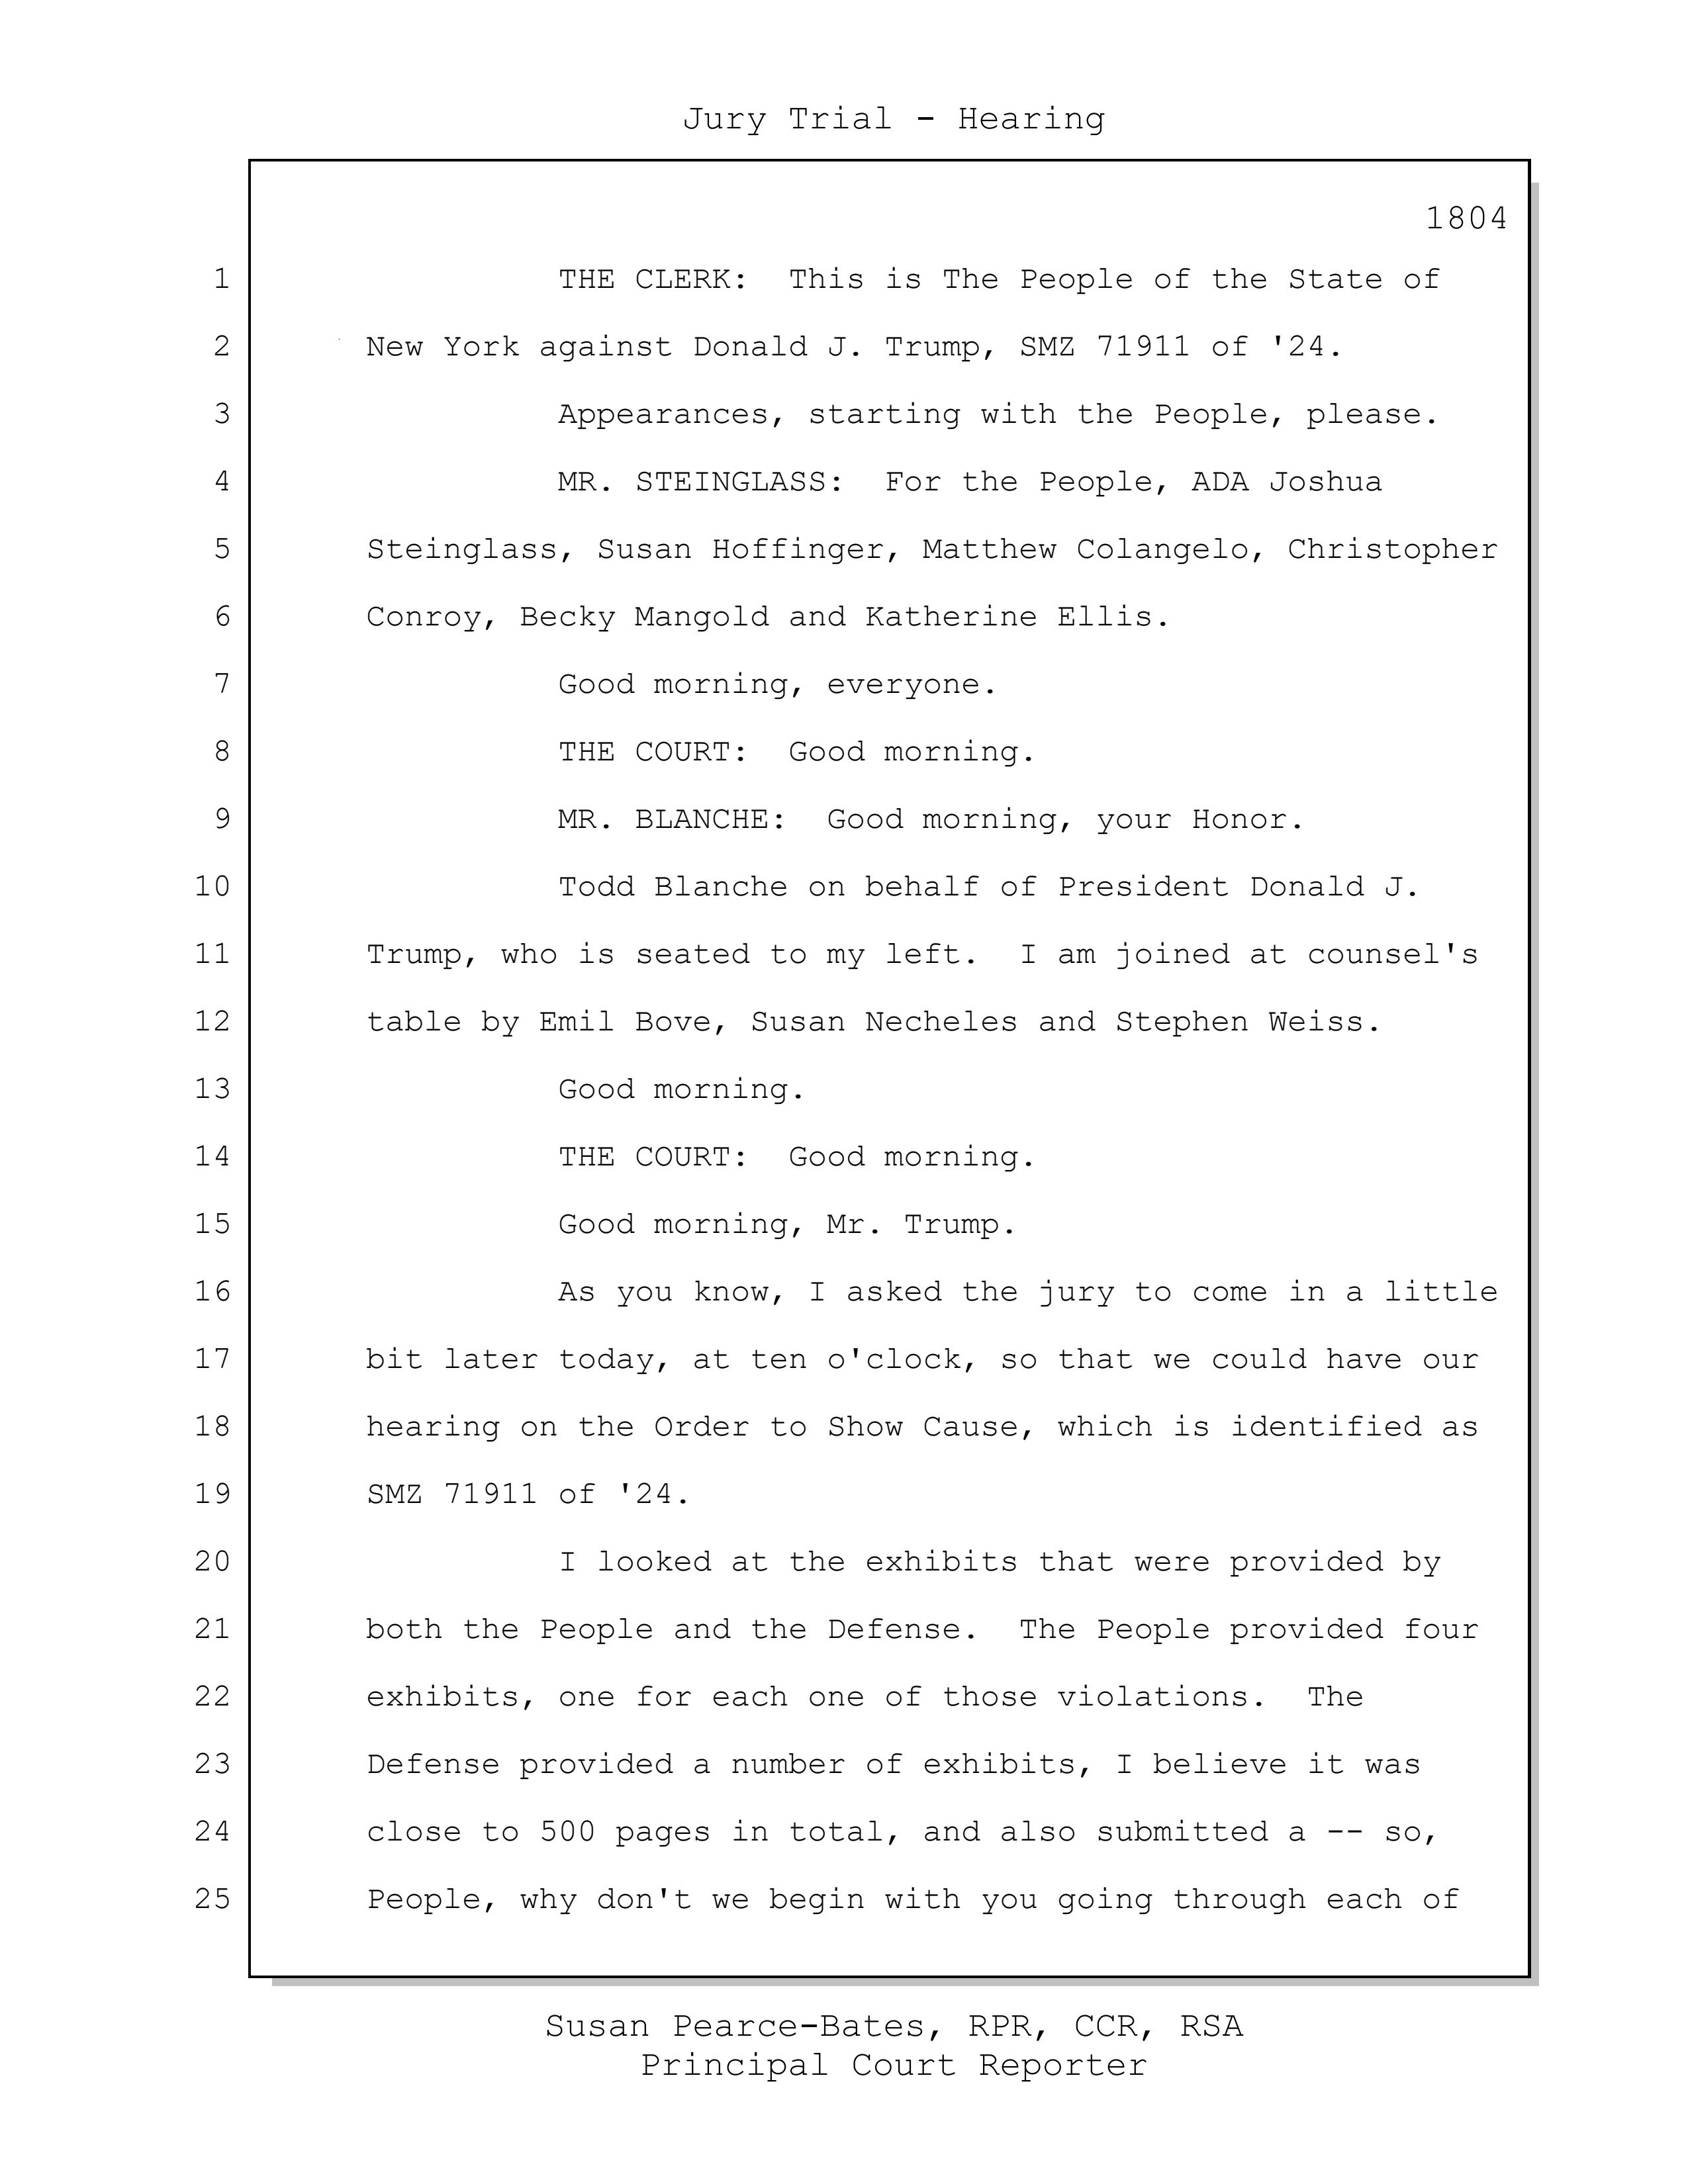 Jury Trial - Hearing
1804
1 THE CLERK: This is The People of the State of
2 New York against Donald J. Trump, SMZ 71911 of '24.
3 Appearances, starting with the People, please.
4 MR. STEINGLASS: For the People, ADA Joshua
5 Steinglass, Susan Hoffinger, Matthew Colangelo, Christopher
6 Conroy, Becky Mangold and Katherine Ellis.
7 Good morning, everyone.
8 THE COURT: Good morning.
9 MR. BLANCHE: Good morning, your Honor.
10 Todd Blanche on behalf of President Donald J.
11 Trump, who is seated to my left. I am joined at counsel's
12 table by Emil Bove, Susan Necheles and Stephen Weiss.
13 Good morning.
14 THE COURT: Good morning.
15 Good morning, Mr. Trump.
16 As you know, I asked the jury to come in a little
17 bit later today, at ten o'clock, so that we could have our
18 hearing on the Order to Show Cause, which is identified as
19 SMZ 71911 of '24.
20 I looked at the exhibits that were provided by
21 both the People and the Defense. The People provided four
22 exhibits, one for each one of those violations. The
23 Defense provided a number of exhibits, I believe it was
24 close to 500 pages in total, and also submitted a -- so,
25 People, why don't we begin with you going through each of
Susan Pearce-Bates, RPR, CCR, RSA
Principal Court Reporter